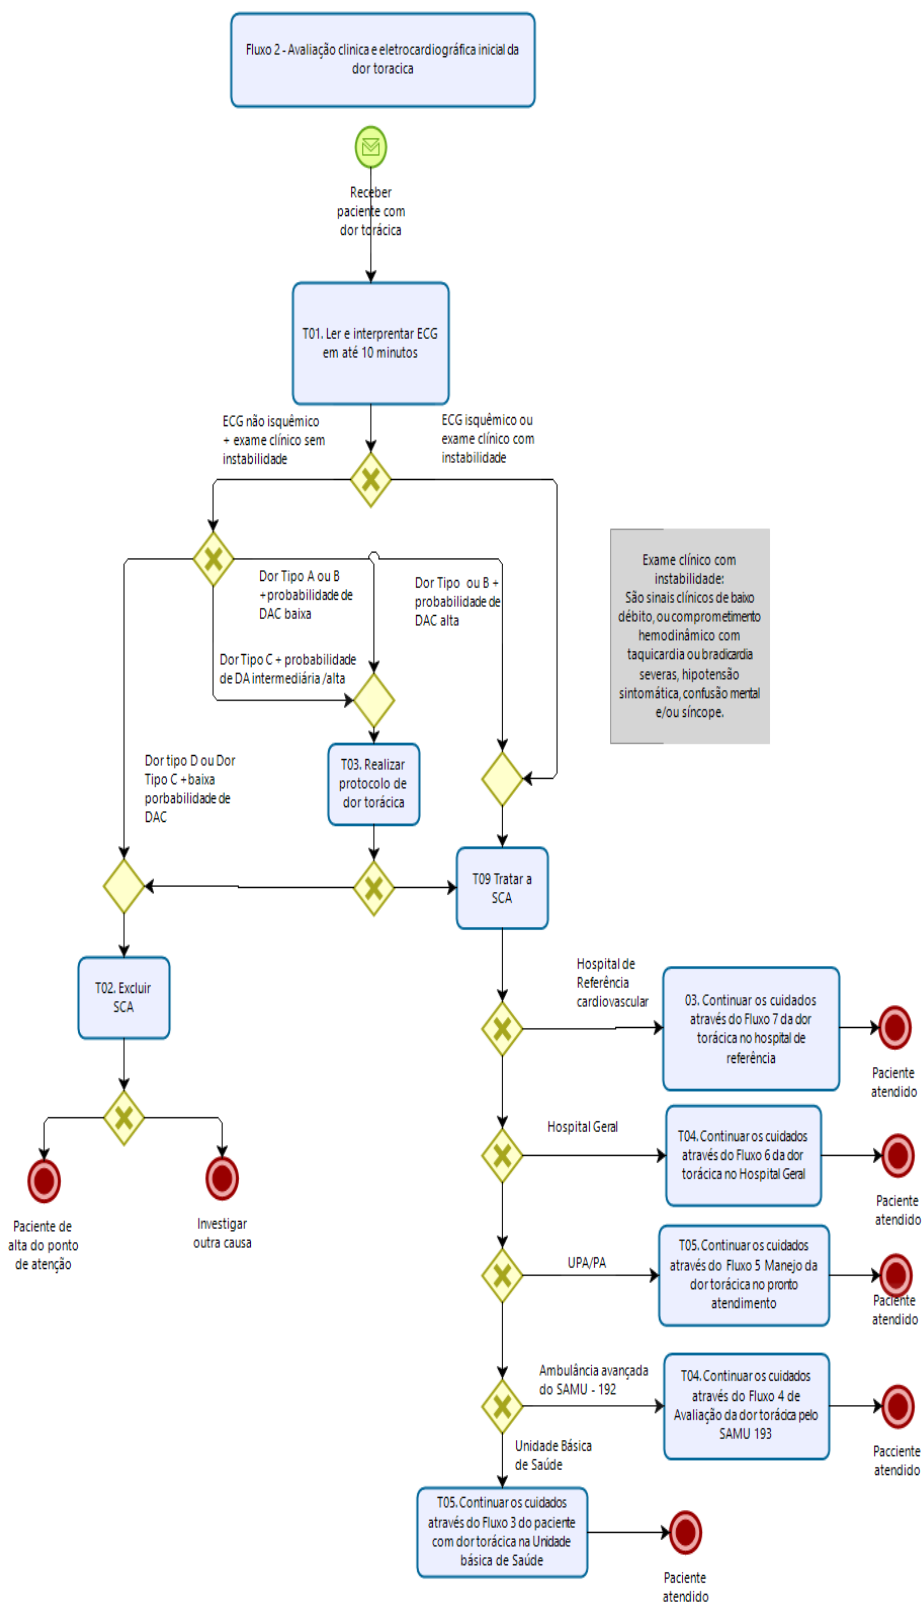 Fluxo 2 - Avaliação clinica e eletrocardiográfica inicial da
dor toracica
Receber
paciente com
dor torácica
T01. Ler e interprentar ECG
em até 10 minutos
ECG não isquêmico
+ exame clínico sem
instabilidade
ECG isquêmico ou
exame clínico com
instabilidade
Exame clínico com
instabilidade:
São sinais clínicos de baixo
débito, ou comprometimento
hemodinâmico com
taquicardia ou bradicardia
severas, hipotensão
sintomática, confusão mental
e/ou síncope.
Dor Tipo A ou B
+probabilidade de
DAC baixa
Dor Tipo ou B +
probabilidade de
DAC alta
Dor Tipo C + probabilidade
de DA intermediária /alta
Dor tipo D ou Dor
Tipo C +baixa
porbabilidade de
DAC
T03. Realizar
protocolo de
dor torácica
T09 Tratar a
SCA
T02. Excluir
SCA
Hospital de
Referência
cardiovascular
03. Continuar os cuidados
através do Fluxo 7 da dor
torácica no hospital de
referência
Paciente
atendido
Hospital Geral
T04. Continuar os cuidados
através do Fluxo 6 da dor
torácica no Hospital Geral
Paciente
atendido
Paciente de
alta do ponto
de atenção
Investigar
outra causa
UPA/PA
T05. Continuar os cuidados
através do Fluxo 5 Manejo da
dor torácica no pronto
atendimento
Paciente
atendido
Ambulância avançada
do SAMU - 192
T04. Continuar os cuidados
através do Fluxo 4 de
Avaliação da dor torácica pelo
SAMU 193
Pacciente
atendido
Unidade Básica
de Saúde
T05. Continuar os cuidados
através do Fluxo 3 do paciente
com dor torácica na Unidade
básica de Saúde
Paciente
atendido